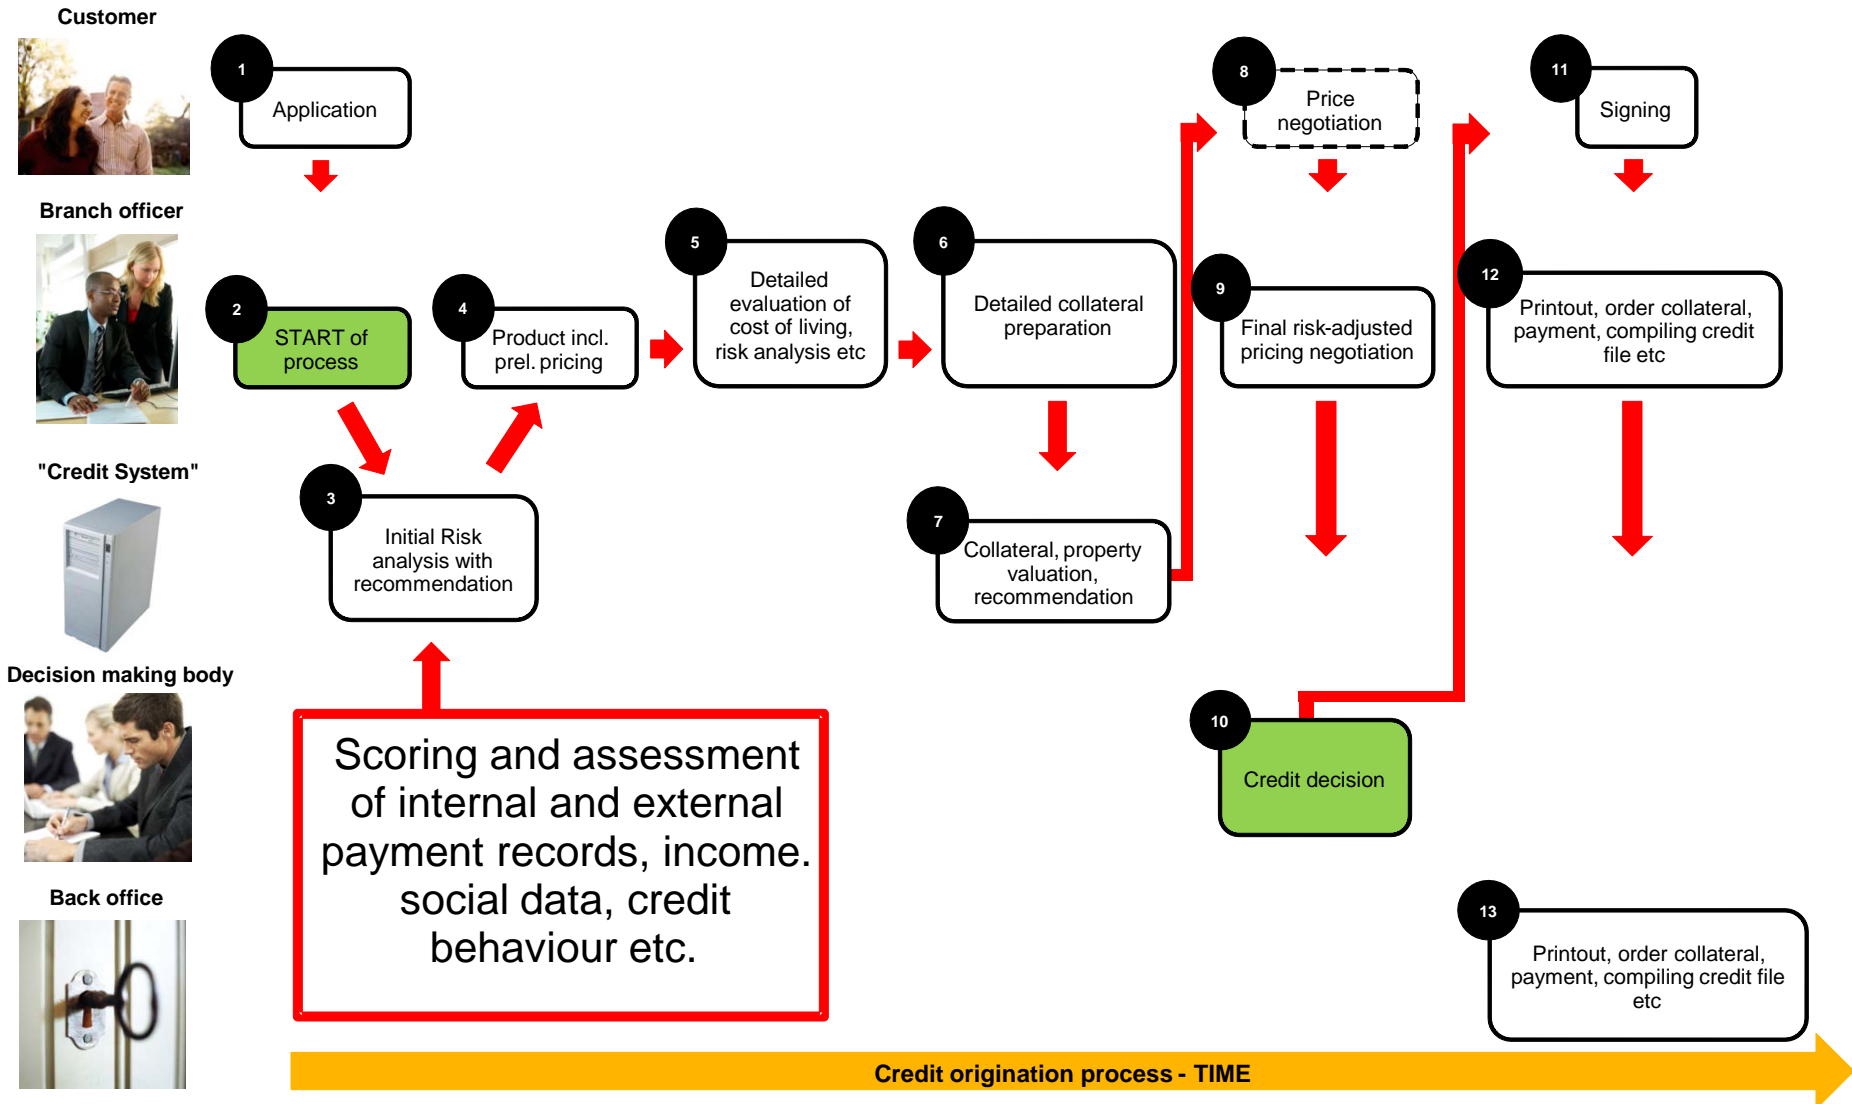 Customer
1
Application
8
Price
negotiation
11
Signing
Branch officer
2
START of
process
4
Product incl.
prel. pricing
5
Detailed
evaluation of
cost of living,
risk analysis etc
6
Detailed collateral
preparation
9
Final risk-adjusted
pricing negotiation
12
Printout, order collateral,
payment, compiling credit
file etc
"Credit System"
3
Initial Risk
analysis with
recommendation
7
Collateral, property
valuation,
recommendation
Decision making body
Scoring and assessment
of internal and external
payment records, income.
social data, credit
behaviour etc.
10
Credit decision
Back office
13
Printout, order collateral,
payment, compiling credit file
etc
Credit origination process - TIME